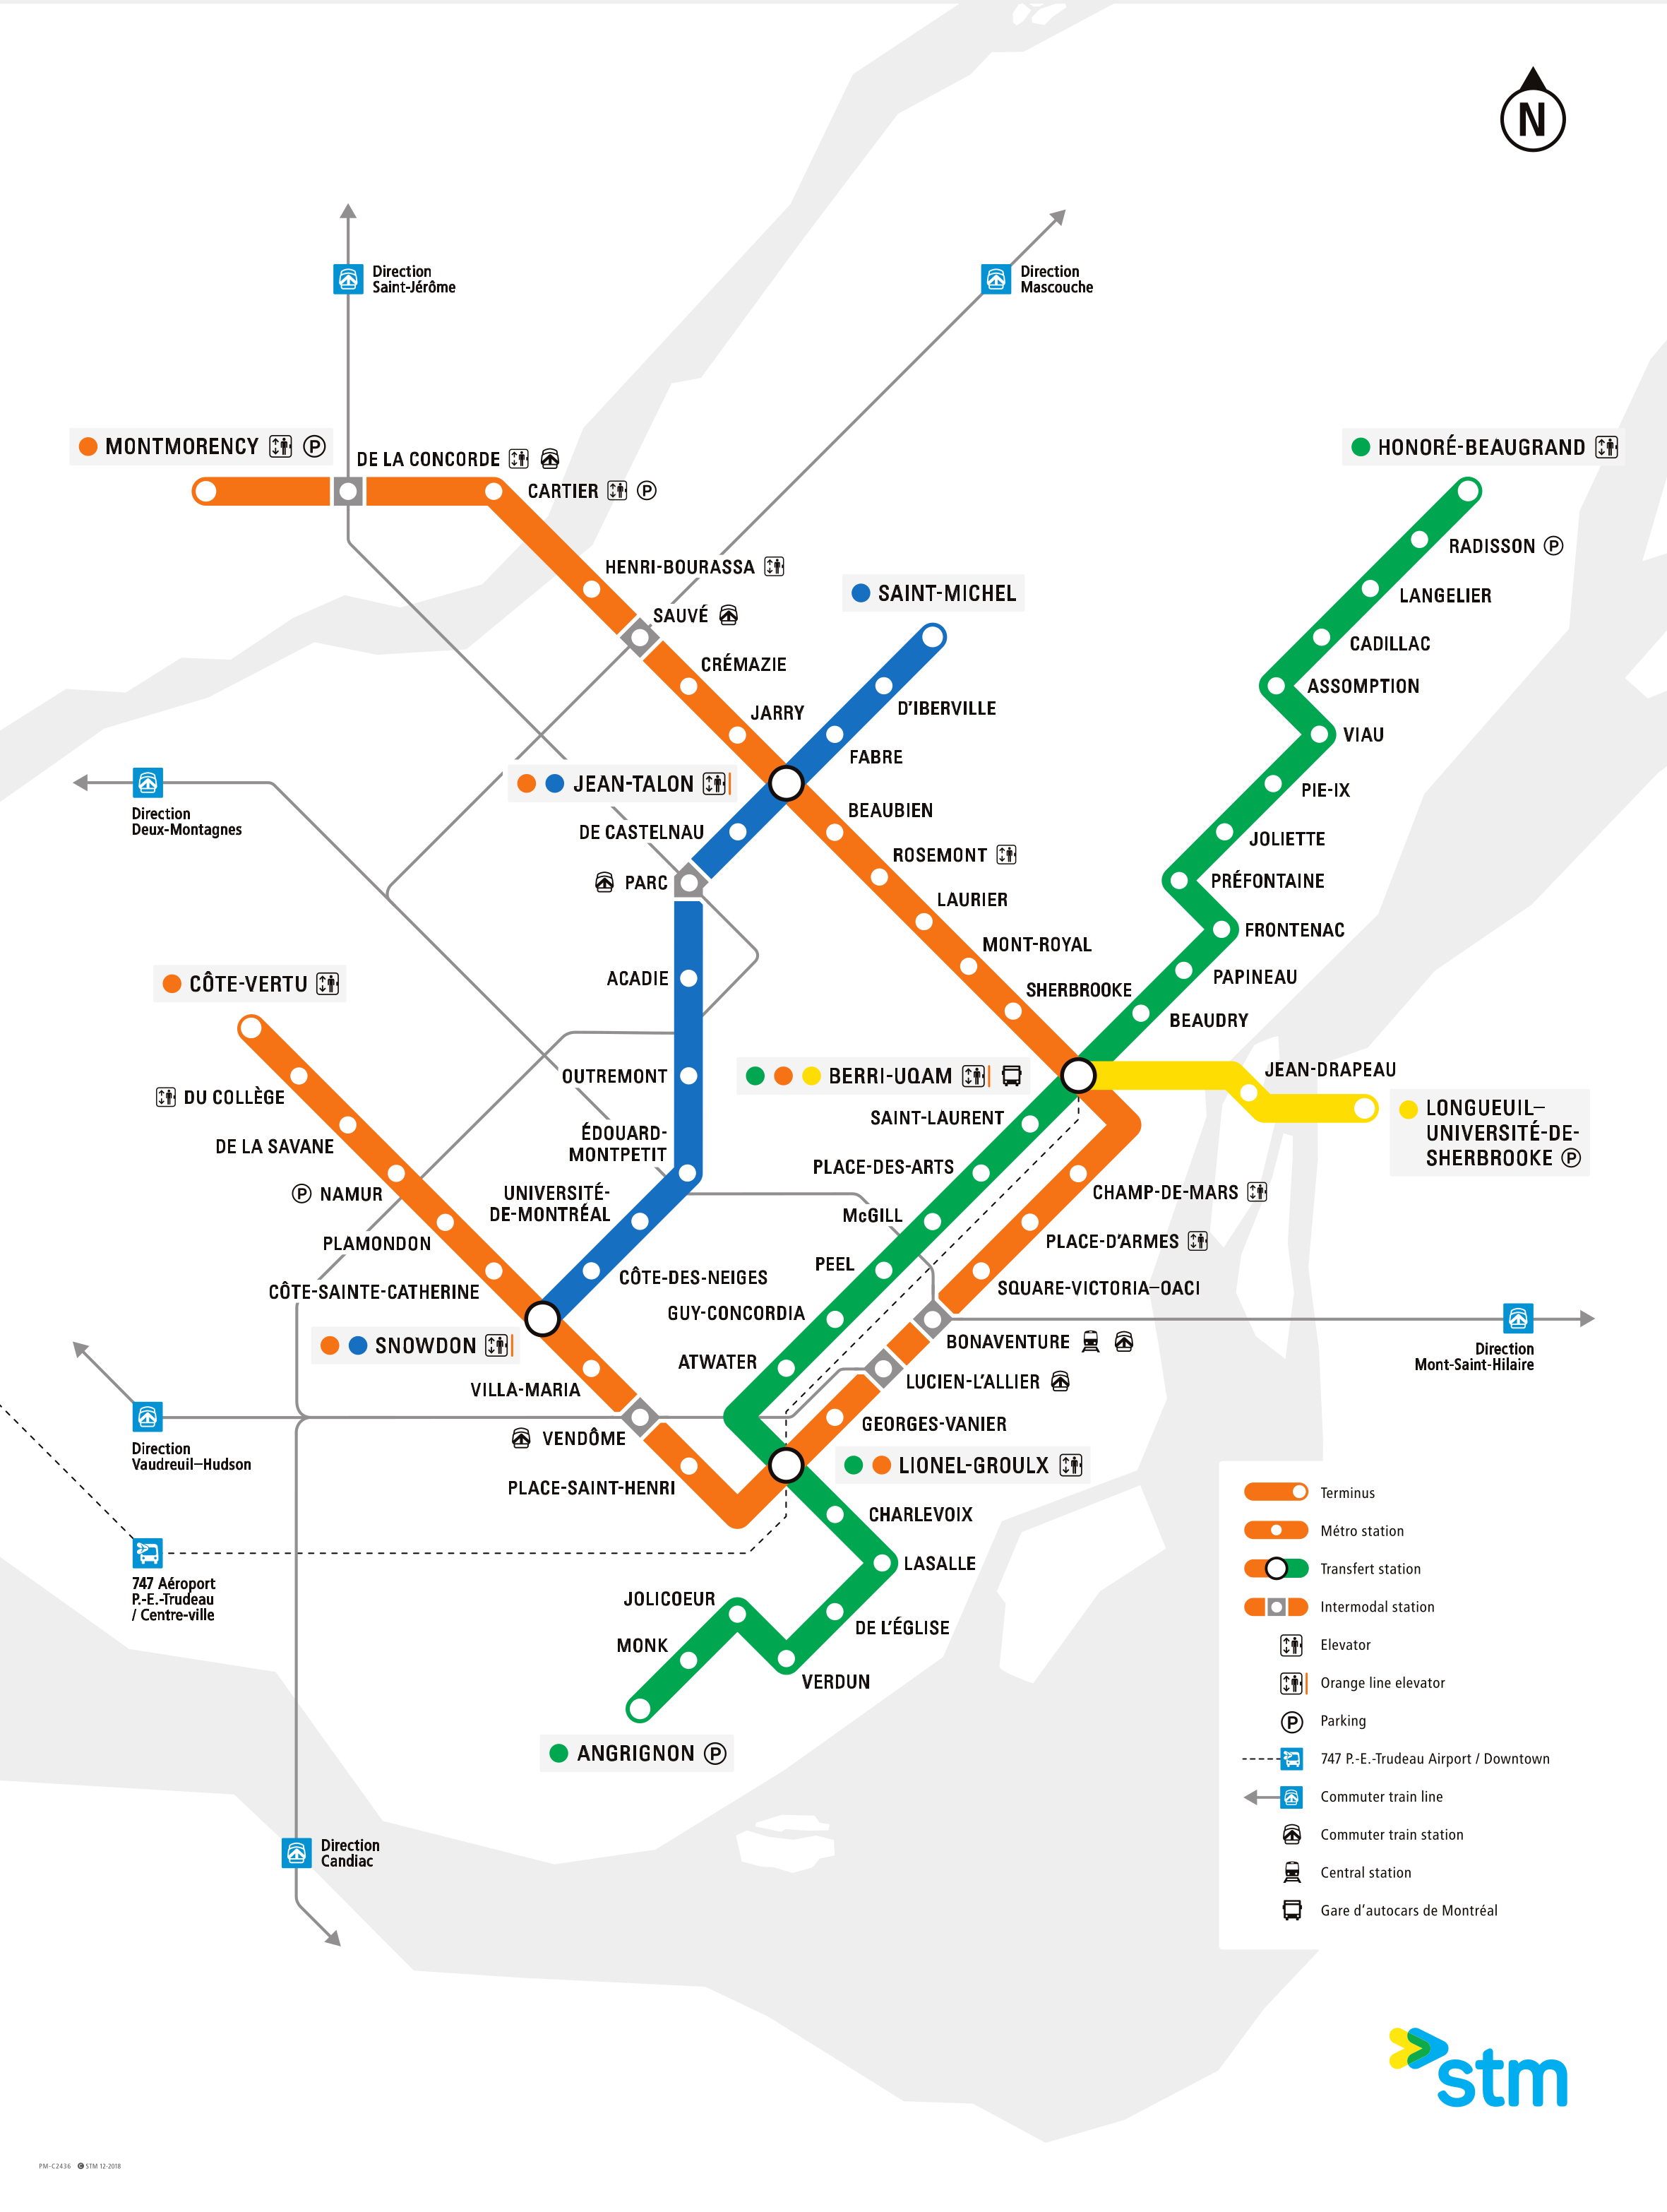 N
Direction
Saint-Jérôme
Direction
Mascouche
MONTMORENCY P
DE LA CONCORDE
CARTIER P
HONORÉ-BEAUGRAND
RADISSON P
HENRI-BOURASSA
SAINT-MICHEL
LANGELIER
SAUVÉ
CADILLAC
CRÉMAZIE
ASSOMPTION
D'IBERVILLE
JARRY
VIAU
FABRE
JEAN-TALON
PIE-IX
Direction
Deux-Montagnes
BEAUBIEN
DE CASTELNAU
JOLIETTE
ROSEMONT
PARC
PRÉFONTAINE
LAURIER
FRONTENAC
MONT-ROYAL
ACADIE
PAPINEAU
CÔTE-VERTU
SHERBROOKE
BEAUDRY
OUTREMONT
BERRI-UQAM
JEAN-DRAPEAU
DU COLLÈGE
LONGUEUIL–
UNIVERSITÉ-DE-
SHERBROOKE P
SAINT-LAURENT
ÉDOUARD-
MONTPETIT
DE LA SAVANE
PLACE-DES-ARTS
P NAMUR
UNIVERSITÉ-
DE-MONTRÉAL
CHAMP-DE-MARS
McGILL
PLAMONDON
PLACE-D'ARMES
PEEL
CÔTE-DES-NEIGES
CÔTE-SAINTE-CATHERINE
SQUARE-VICTORIA–OACI
GUY-CONCORDIA
SNOWDON
BONAVENTURE
Direction
Mont-Saint-Hilaire
ATWATER
LUCIEN-L'ALLIER
VILLA-MARIA
GEORGES-VANIER
VENDÔME
Direction
Vaudreuil–Hudson
LIONEL-GROULX
PLACE-SAINT-HENRI
CHARLEVOIX
LASALLE
747 Aéroport
P.-E.-Trudeau
/ Centre-ville
JOLICOEUR
DE L'ÉGLISE
MONK
VERDUN
ANGRIGNON P
Direction
Candiac
Terminus
Métro station
Transfert station
Intermodal station
Elevator
Orange line elevator
P Parking
747 P.-E.-Trudeau Airport / Downtown
Commuter train line
Commuter train station
Central station
Gare d'autocars de Montréal
stm
PM-C2436 © STM 12-2018